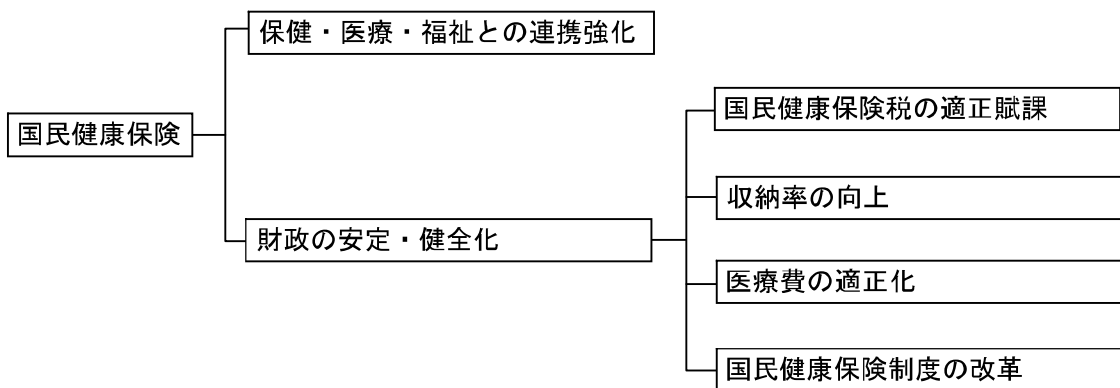 国民健康保険
保健・医療・福祉との連携強化
財政の安定・健全化
国民健康保険税の適正賦課
収納率の向上
医療費の適正化
国民健康保険制度の改革